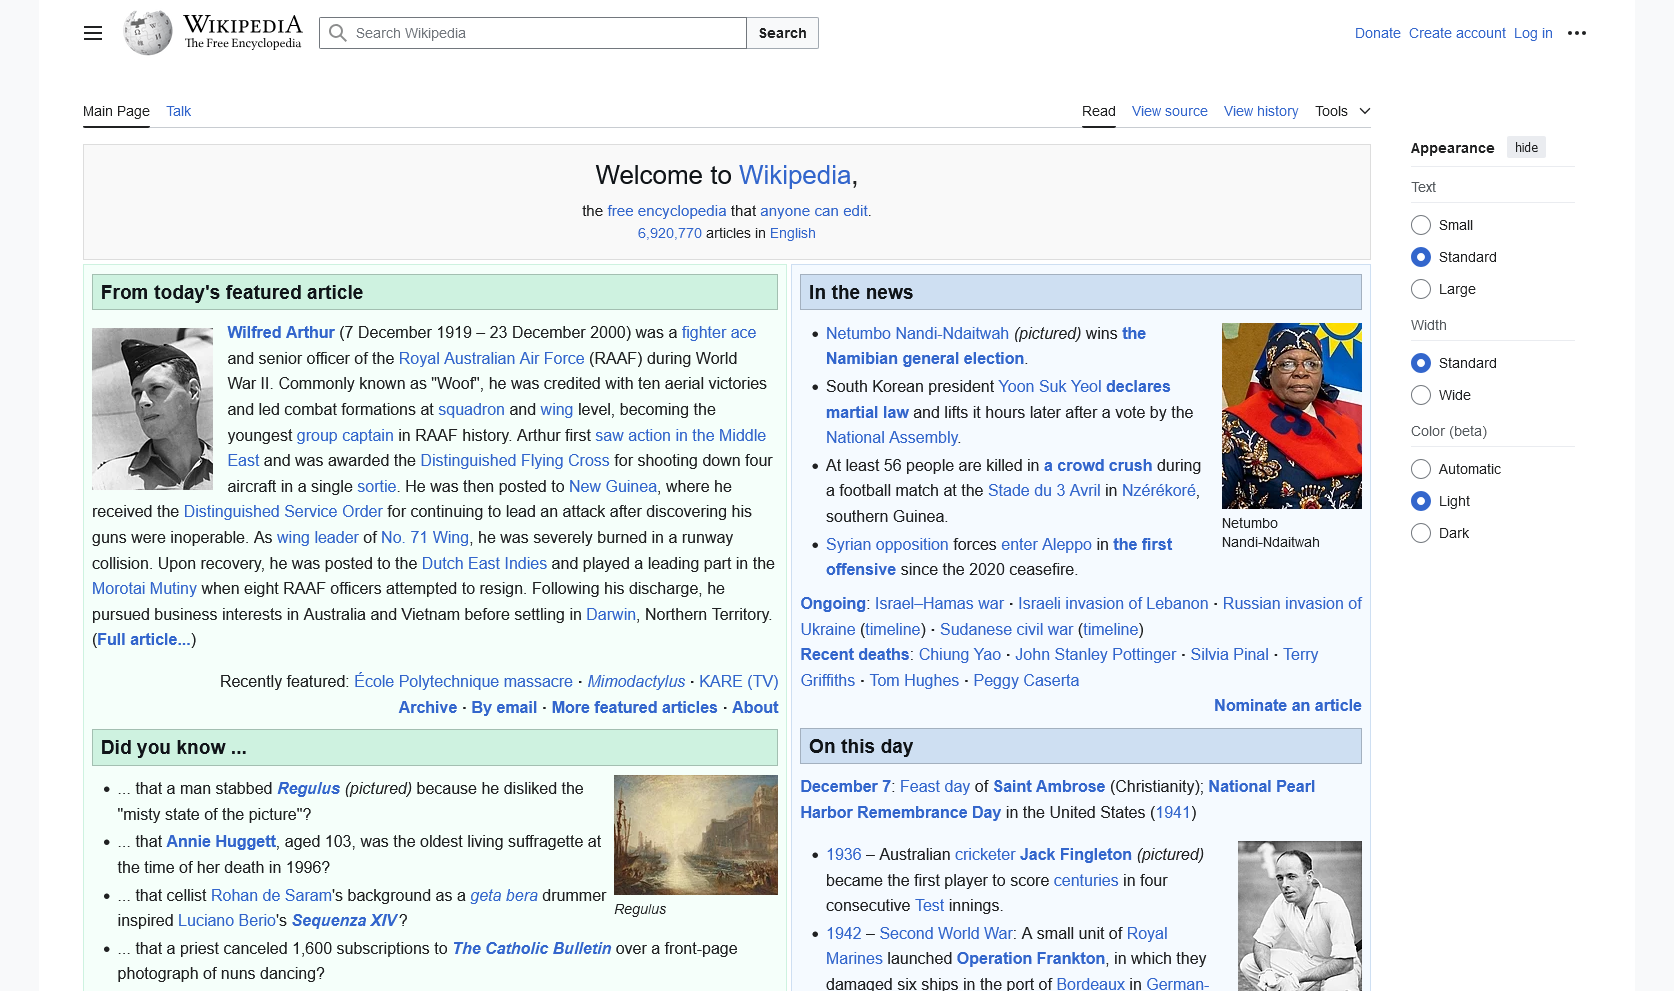 WIKIPEDIA
The Free Encyclopedia
Search Wikipedia
Search
Donate Create account Log in
Main Page Talk
Read View source View history Tools
Welcome to Wikipedia,
the free encyclopedia that anyone can edit.
6,920,770 articles in English
From today's featured article
Wilfred Arthur (7 December 1919 – 23 December 2000) was a fighter ace
and senior officer of the Royal Australian Air Force (RAAF) during World
War II. Commonly known as "Woof", he was credited with ten aerial victories
and led combat formations at squadron and wing level, becoming the
youngest group captain in RAAF history. Arthur first saw action in the Middle
East and was awarded the Distinguished Flying Cross for shooting down four
aircraft in a single sortie. He was then posted to New Guinea, where he
received the Distinguished Service Order for continuing to lead an attack after discovering his
guns were inoperable. As wing leader of No. 71 Wing, he was severely burned in a runway
collision. Upon recovery, he was posted to the Dutch East Indies and played a leading part in the
Morotai Mutiny when eight RAAF officers attempted to resign. Following his discharge, he
pursued business interests in Australia and Vietnam before settling in Darwin, Northern Territory.
(Full article...)
Recently featured: École Polytechnique massacre · Mimodactylus · KARE (TV)
Archive · By email · More featured articles · About
Did you know ...
... that a man stabbed Regulus (pictured) because he disliked the
"misty state of the picture"?
... that Annie Huggett, aged 103, was the oldest living suffragette at
the time of her death in 1996?
... that cellist Rohan de Saram's background as a geta bera drummer
inspired Luciano Berio's Sequenza XIV?
... that a priest canceled 1,600 subscriptions to The Catholic Bulletin over a front-page
photograph of nuns dancing?
Regulus
In the news
Netumbo Nandi-Ndaitwah (pictured) wins the
Namibian general election.
South Korean president Yoon Suk Yeol declares
martial law and lifts it hours later after a vote by the
National Assembly.
At least 56 people are killed in a crowd crush during
a football match at the Stade du 3 Avril in Nzérékoré,
southern Guinea.
Syrian opposition forces enter Aleppo in the first
offensive since the 2020 ceasefire.
Netumbo
Nandi-Ndaitwah
Ongoing: Israel–Hamas war · Israeli invasion of Lebanon · Russian invasion of
Ukraine (timeline) · Sudanese civil war (timeline)
Recent deaths: Chiung Yao · John Stanley Pottinger · Silvia Pinal · Terry
Griffiths · Tom Hughes · Peggy Caserta
Nominate an article
On this day
December 7: Feast day of Saint Ambrose (Christianity); National Pearl
Harbor Remembrance Day in the United States (1941)
1936 – Australian cricketer Jack Fingleton (pictured)
became the first player to score centuries in four
consecutive Test innings.
1942 – Second World War: A small unit of Royal
Marines launched Operation Frankton, in which they
damaged six ships in the port of Bordeaux in German-
Appearance hide
Text
Small
Standard
Large
Width
Standard
Wide
Color (beta)
Automatic
Light
Dark